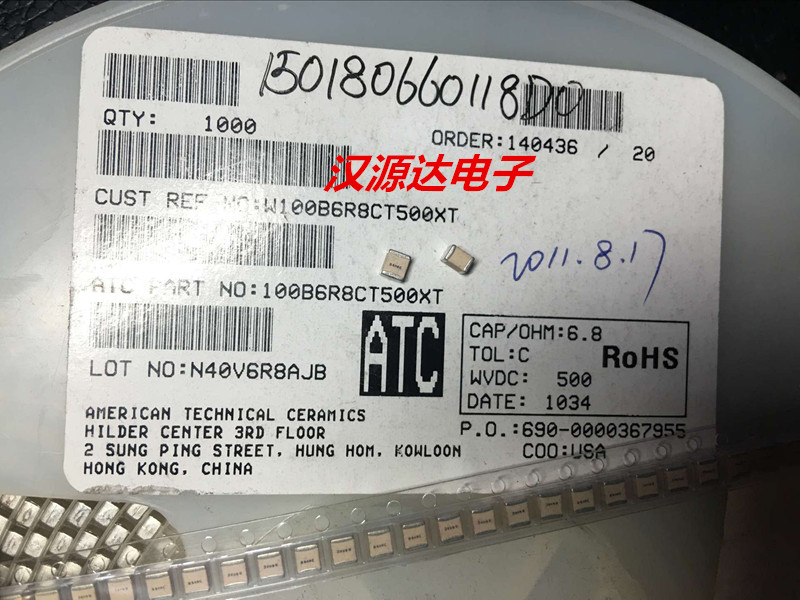 150180660118D0
QTY: 1000
ORDER:140436 / 20
汉源达电子
CUST REF NO:W100B6R8CT500XT
2011.8.17
ATC PART NO:100B6R8CT500XT
ATC
CAP/OHM:6.8
TOL:C
RoHS
WVDC: 500
DATE: 1034
LOT NO:N40V6R8AJB
P.O.:690-0000367955
COO:USA
AMERICAN TECHNICAL CERAMICS
HILDER CENTER 3RD FLOOR
2 SUNG PING STREET, HUNG HOM, KOWLOON
HONG KONG, CHINA